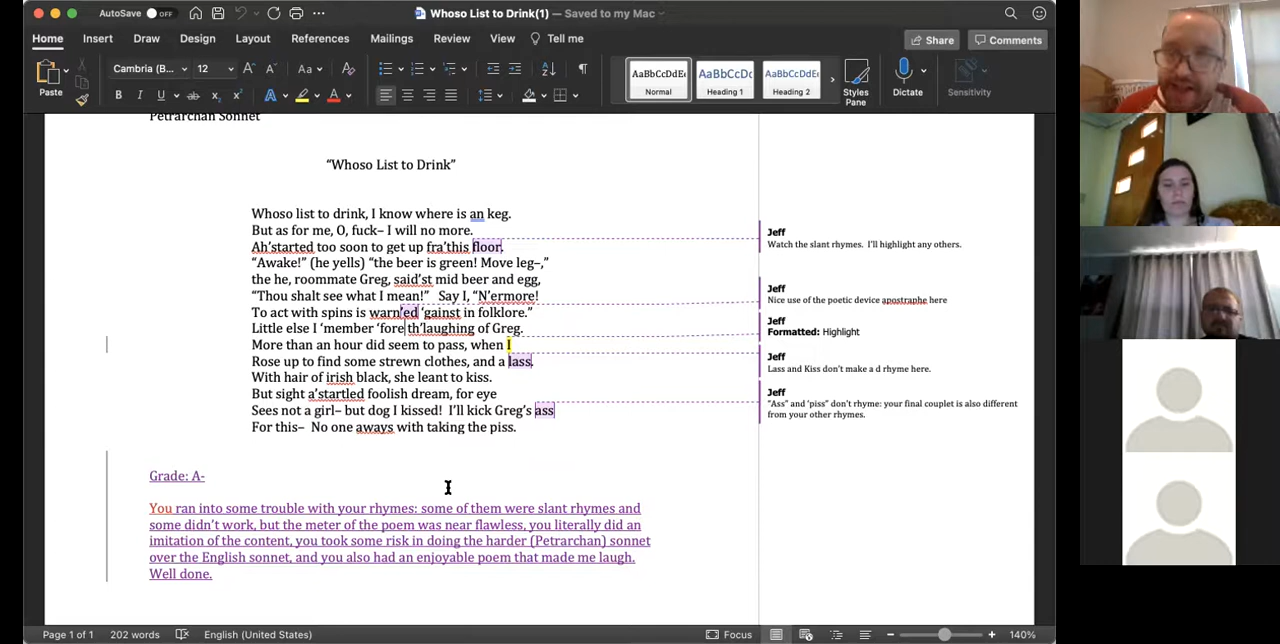 AutoSave OFF Whoso List to Drink(1) — Saved to my Mac
Home Insert Draw Design Layout References Mailings Review View Tell me Share Comments
Paste Cambria (B... 12 Aa AaBbCcDdEe AaBbCcDc AaBbCcDdEe Styles Pane Dictate Sensitivity
Normal Heading 1 Heading 2
Petrarchan Sonnet
“Whoso List to Drink”
Whoso list to drink, I know where is an keg.
But as for me, O, fuck– I will no more.
Ah’started too soon to get up fra’this floor.
“Awake!” (he yells) “the beer is green! Move leg–,”
the he, roommate Greg, said’st mid beer and egg,
“Thou shalt see what I mean!” Say I, “N’ermore!
To act with spins is warn’ed ‘gainst in folklore.”
Little else I ‘member ‘fore th’laughing of Greg.
More than an hour did seem to pass, when I
Rose up to find some strewn clothes, and a lass.
With hair of irish black, she leant to kiss.
But sight a’startled foolish dream, for eye
Sees not a girl– but dog I kissed! I’ll kick Greg’s ass
For this– No one aways with taking the piss.
Jeff
Watch the slant rhymes. I’ll highlight any others.
Jeff
Nice use of the poetic device apostraphe here
Jeff
Formatted: Highlight
Jeff
Lass and Kiss don’t make a d rhyme here.
Jeff
“Ass” and ‘piss” don’t rhyme: your final couplet is also different
from your other rhymes.
Grade: A-
You ran into some trouble with your rhymes: some of them were slant rhymes and
some didn’t work, but the meter of the poem was near flawless, you literally did an
imitation of the content, you took some risk in doing the harder (Petrarchan) sonnet
over the English sonnet, and you also had an enjoyable poem that made me laugh.
Well done.
Page 1 of 1 202 words English (United States) Focus 140%